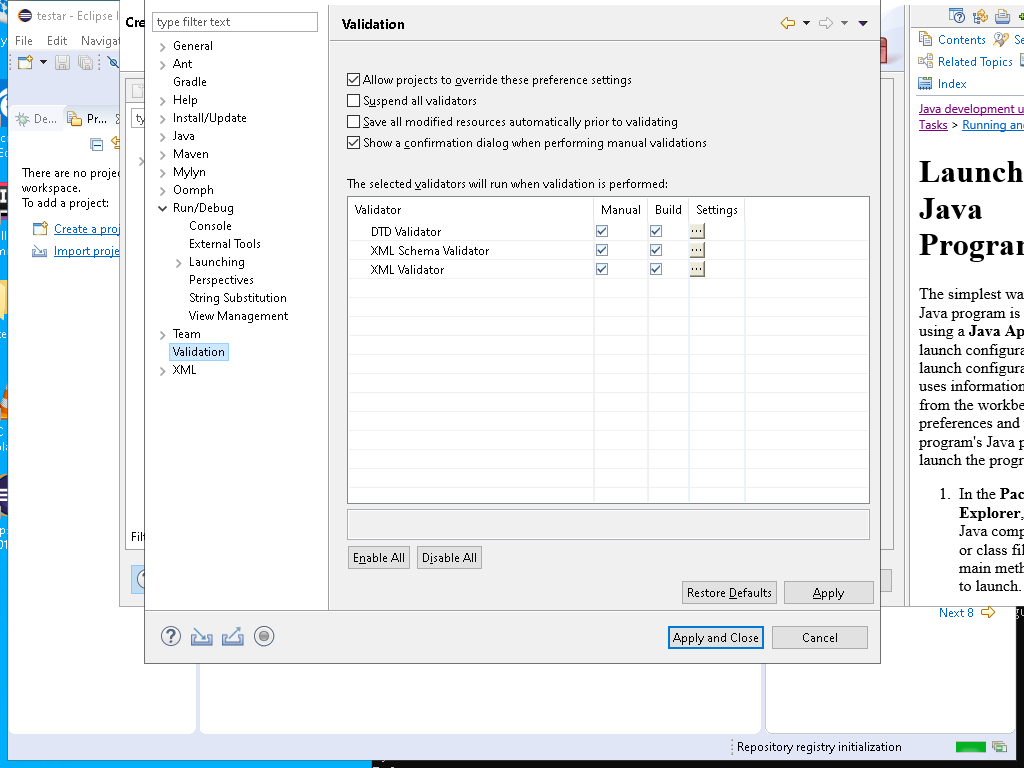 testar - Eclipse
File Edit Navigat
De...
Pr...
There are no proje
workspace.
To add a project:
Create a proj
Import proje
Cre
ty
Filt
type filter text
General
Ant
Gradle
Help
Install/Update
Java
Maven
Mylyn
Oomph
Run/Debug
Console
External Tools
Launching
Perspectives
String Substitution
View Management
Team
Validation
XML
Validation
Allow projects to override these preference settings
Suspend all validators
Save all modified resources automatically prior to validating
Show a confirmation dialog when performing manual validations
The selected validators will run when validation is performed:
Validator Manual Build Settings
DTD Validator ...
XML Schema Validator ...
XML Validator ...
Enable All Disable All
Restore Defaults Apply
Apply and Close Cancel
Contents Se
Related Topics
Index
Java development u
Tasks > Running and
Launch
Java
Program
The simplest wa
Java program is
using a Java Ap
launch configura
launch configura
uses information
from the workbe
preferences and
program's Java p
launch the progr
1. In the Pac
Explorer,
Java comp
or class fil
main meth
to launch.
Next 8
Repository registry initialization